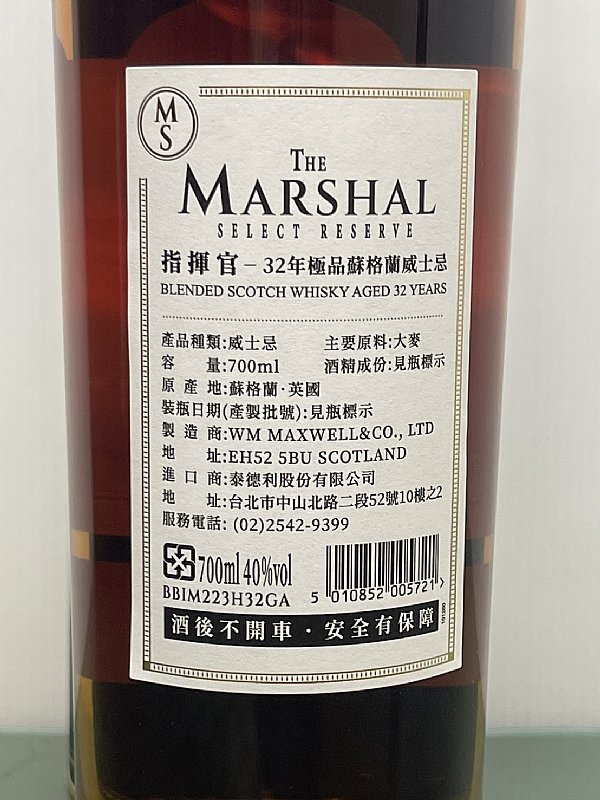 M
S
THE
MARSHAL
SELECT RESERVE
指揮官－32年極品蘇格蘭威士忌
BLENDED SCOTCH WHISKY AGED 32 YEARS
產品種類:威士忌 主要原料:大麥
容量:700ml 酒精成份:見瓶標示
原產地:蘇格蘭·英國
裝瓶日期(產製批號):見瓶標示
製造商:WM MAXWELL&CO., LTD
地址:EH52 5BU SCOTLAND
進口商:泰德利股份有限公司
地址:台北市中山北路二段52號10樓之2
服務電話: (02)2542-9399
700ml 40%vol
BBIM223H32GA
5 010852 005721
酒後不開車·安全有保障